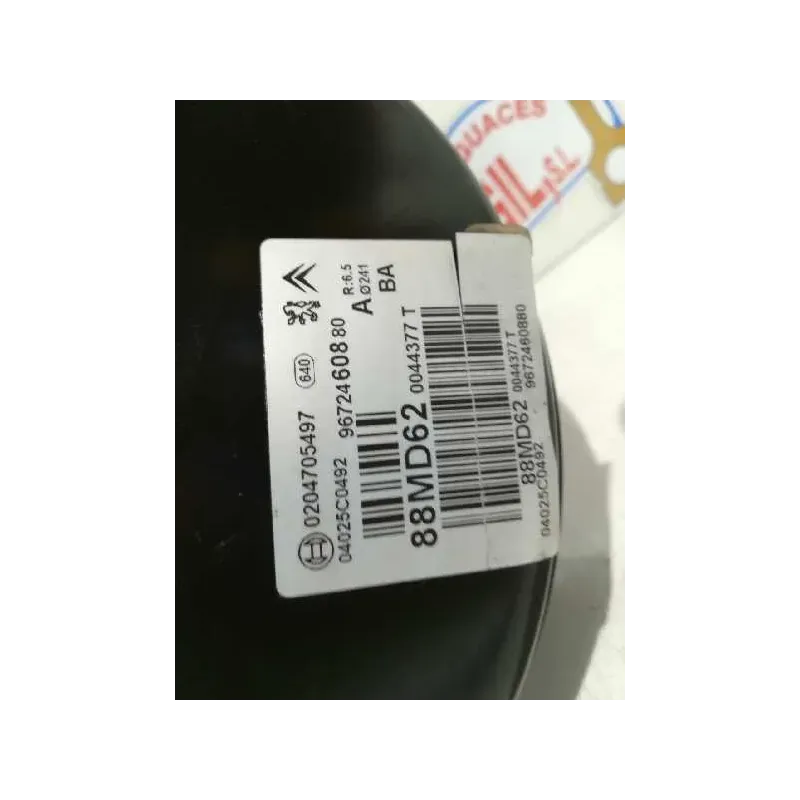 GUACES
GIL, S.L
R:6.5
A Ø241
BA
0204705497 640
04025C0492 9672460880
88MD62 0044377 T
88MD62 0044377 T
04025C0492 9672460880